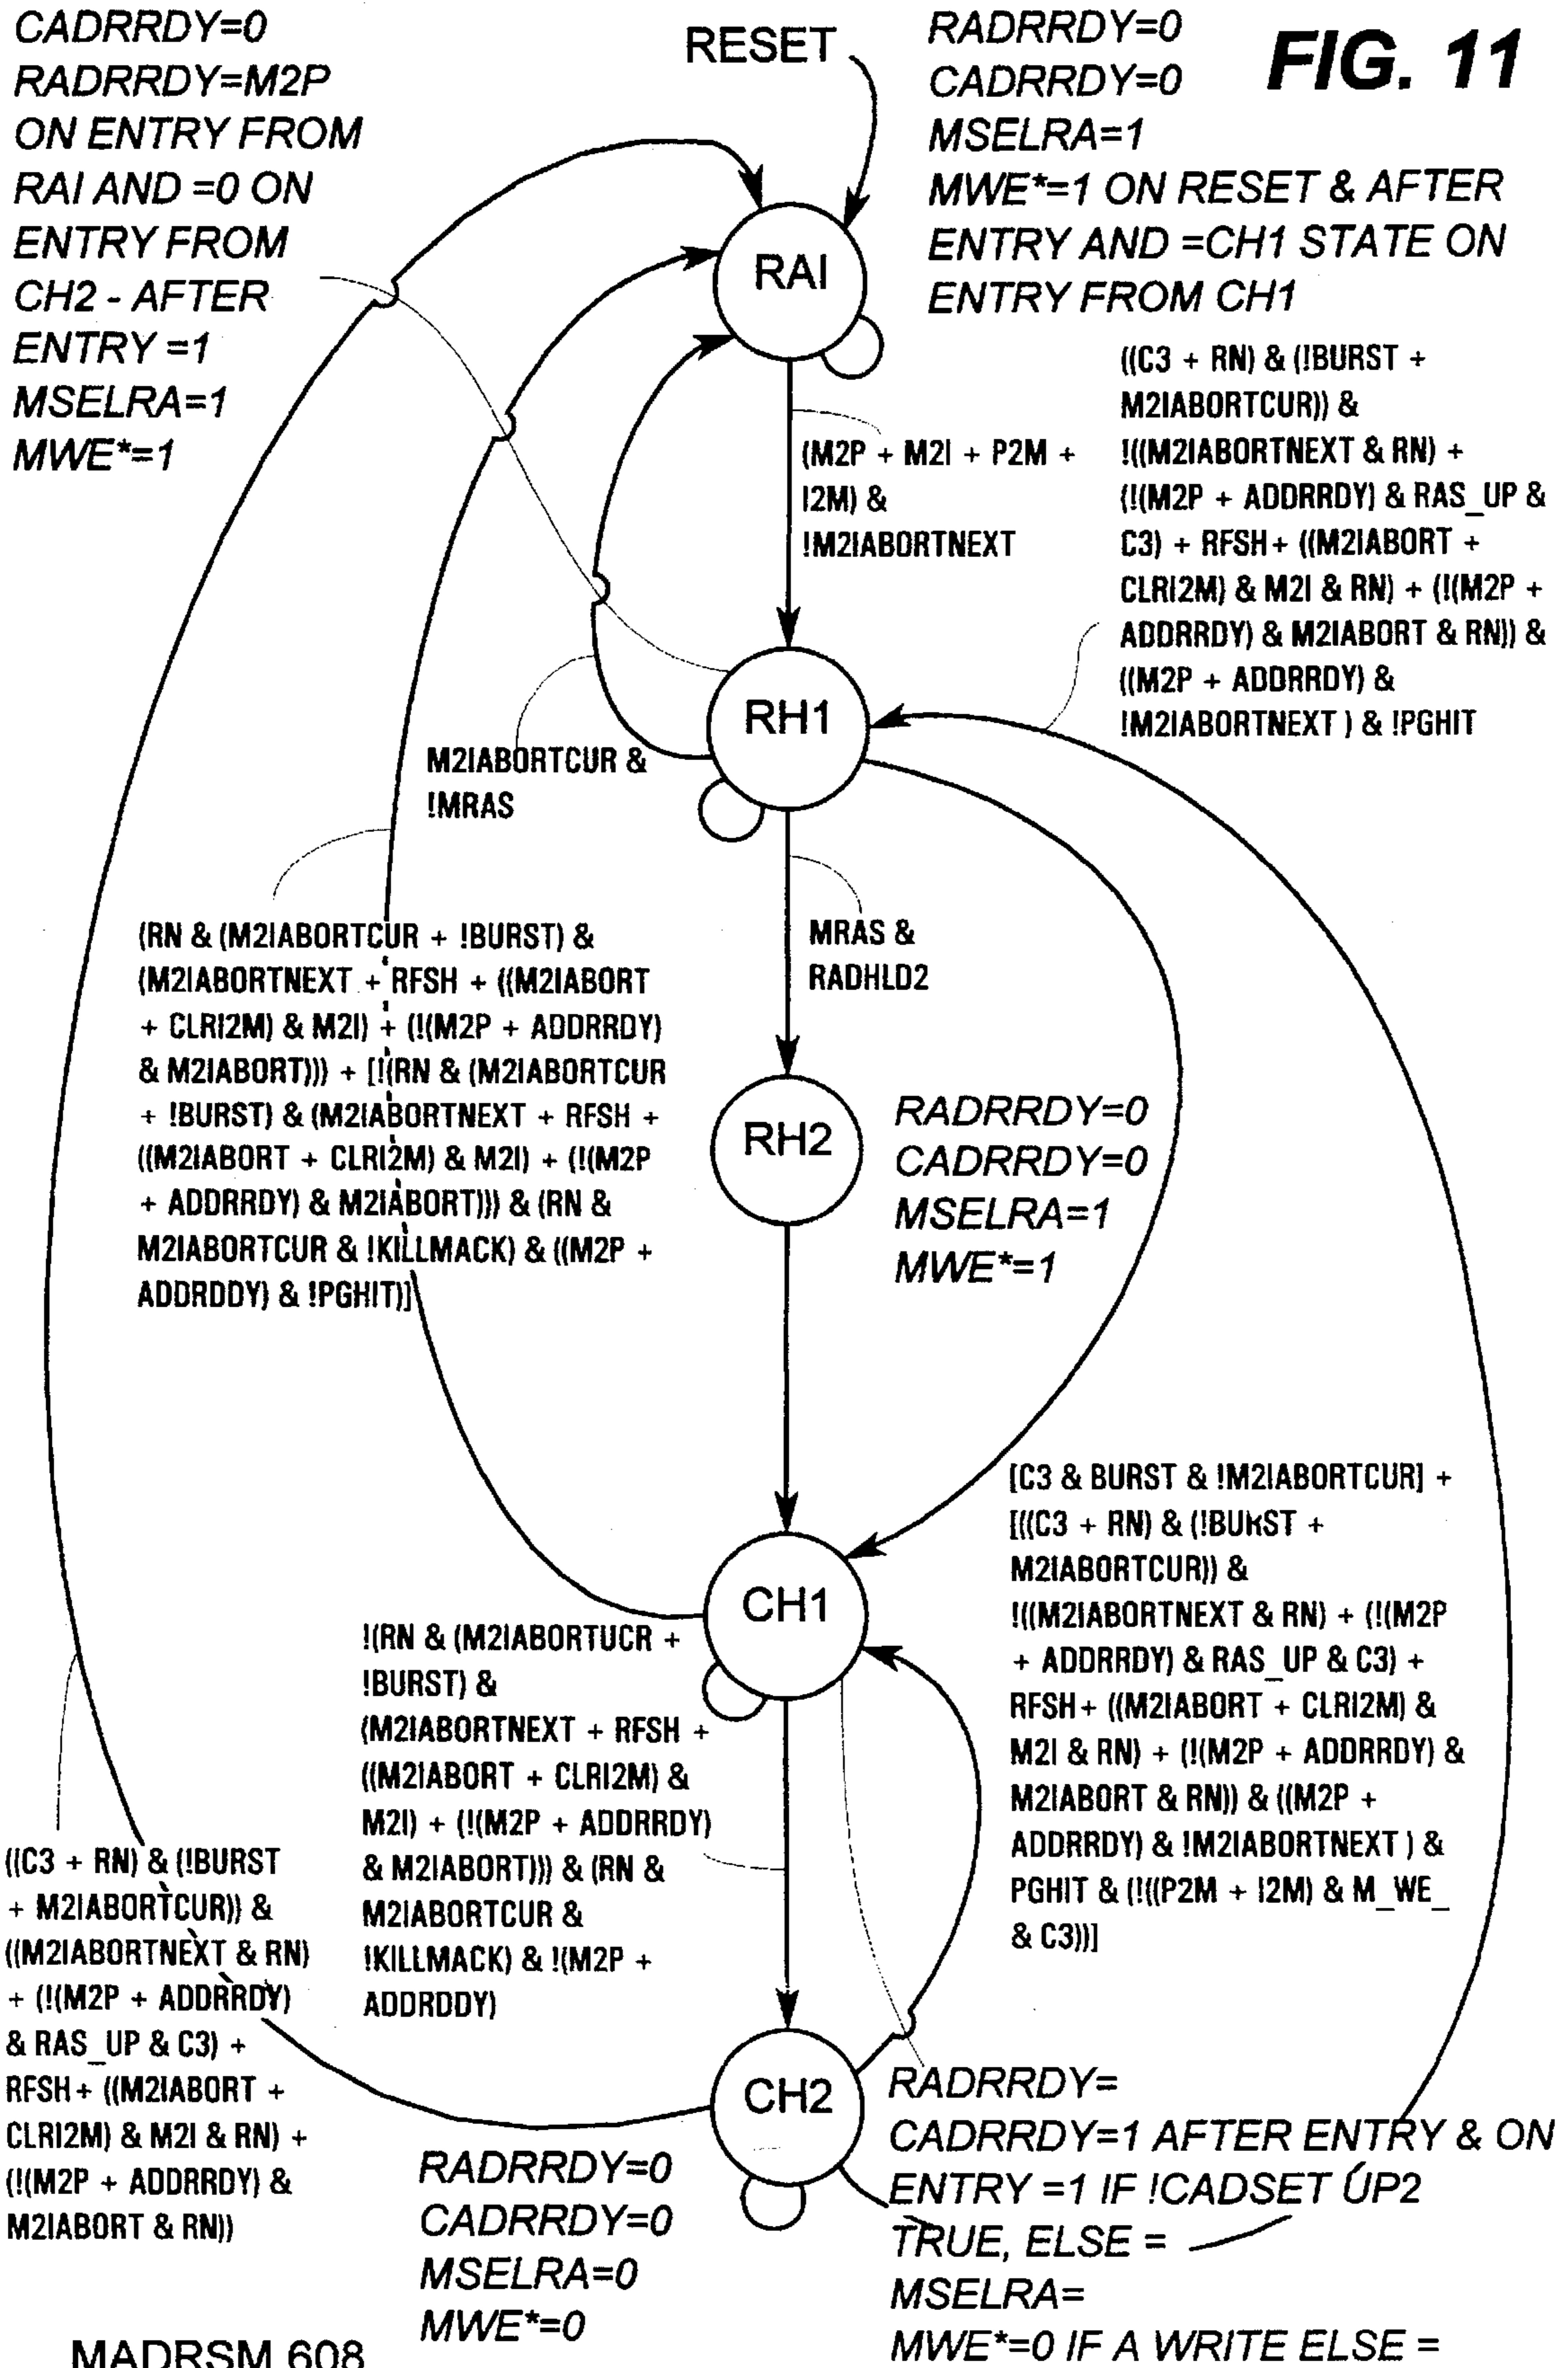 CADRRDY=0
RADRRDY=M2P
ON ENTRY FROM
RAI AND =0 ON
ENTRY FROM
CH2 - AFTER
ENTRY =1
MSELRA=1
MWE*=1
RESET
RADRRDY=0
CADRRDY=0
MSELRA=1
MWE*=1 ON RESET & AFTER
ENTRY AND =CH1 STATE ON
ENTRY FROM CH1
FIG. 11
RAI
(M2P + M2I + P2M +
I2M) &
!M2IABORTNEXT
((C3 + RN) & (!BURST +
M2IABORTCUR)) &
!((M2IABORTNEXT & RN) +
(!(M2P + ADDRRDY) & RAS_UP &
C3) + RFSH+ ((M2IABORT +
CLRI2M) & M2I & RN) + (!(M2P +
ADDRRDY) & M2IABORT & RN)) &
((M2P + ADDRRDY) &
!M2IABORTNEXT ) & !PGHIT
RH1
M2IABORTCUR &
!MRAS
MRAS &
RADHLD2
(RN & (M2IABORTCUR + !BURST) &
(M2IABORTNEXT + RFSH + ((M2IABORT
+ CLRI2M) & M2I) + (!(M2P + ADDRRDY)
& M2IABORT))) + [!(RN & (M2IABORTCUR
+ !BURST) & (M2IABORTNEXT + RFSH +
((M2IABORT + CLRI2M) & M2I) + (!(M2P
+ ADDRRDY) & M2IABORT))) & (RN &
M2IABORTCUR & !KILLMACK) & ((M2P +
ADDRDDY) & !PGHIT)]
RH2
RADRRDY=0
CADRRDY=0
MSELRA=1
MWE*=1
CH1
[C3 & BURST & !M2IABORTCUR] +
[((C3 + RN) & (!BURST +
M2IABORTCUR)) &
!((M2IABORTNEXT & RN) + (!(M2P
+ ADDRRDY) & RAS_UP & C3) +
RFSH+ ((M2IABORT + CLRI2M) &
M2I & RN) + (!(M2P + ADDRRDY) &
M2IABORT & RN)) & ((M2P +
ADDRRDY) & !M2IABORTNEXT ) &
PGHIT & (!((P2M + I2M) & M_WE_
& C3))]
!(RN & (M2IABORTUCR +
!BURST) &
(M2IABORTNEXT + RFSH +
((M2IABORT + CLRI2M) &
M2I) + (!(M2P + ADDRRDY)
& M2IABORT))) & (RN &
M2IABORTCUR &
!KILLMACK) & !(M2P +
ADDRDDY)
((C3 + RN) & (!BURST
+ M2IABORTCUR)) &
((M2IABORTNEXT & RN)
+ (!(M2P + ADDRRDY)
& RAS_UP & C3) +
RFSH+ ((M2IABORT +
CLRI2M) & M2I & RN) +
(!(M2P + ADDRRDY) &
M2IABORT & RN))
CH2
RADRRDY=0
CADRRDY=0
MSELRA=0
MWE*=0
RADRRDY=
CADRRDY=1 AFTER ENTRY & ON
ENTRY =1 IF !CADSET UP2
TRUE, ELSE =
MSELRA=
MWE*=0 IF A WRITE ELSE =
MADRSM 608